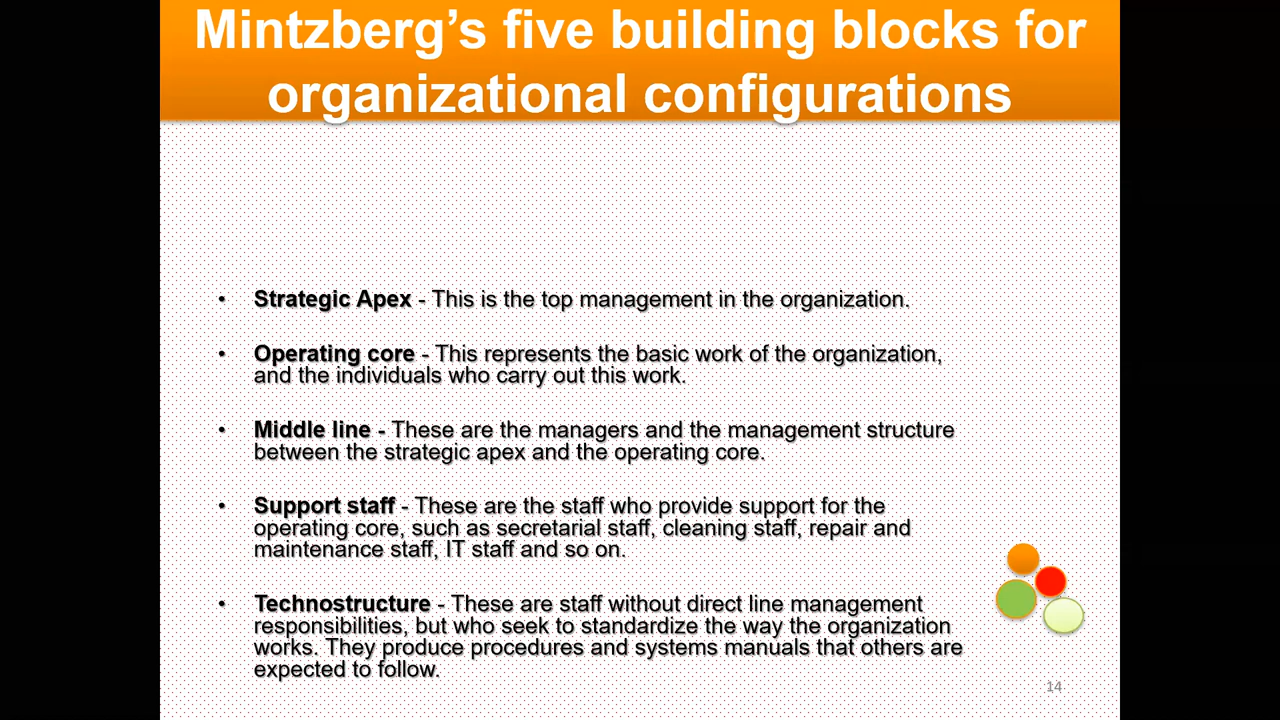 Mintzberg’s five building blocks for
organizational configurations
• Strategic Apex - This is the top management in the organization.
• Operating core - This represents the basic work of the organization,
and the individuals who carry out this work.
• Middle line - These are the managers and the management structure
between the strategic apex and the operating core.
• Support staff - These are the staff who provide support for the
operating core, such as secretarial staff, cleaning staff, repair and
maintenance staff, IT staff and so on.
• Technostructure - These are staff without direct line management
responsibilities, but who seek to standardize the way the organization
works. They produce procedures and systems manuals that others are
expected to follow.
14